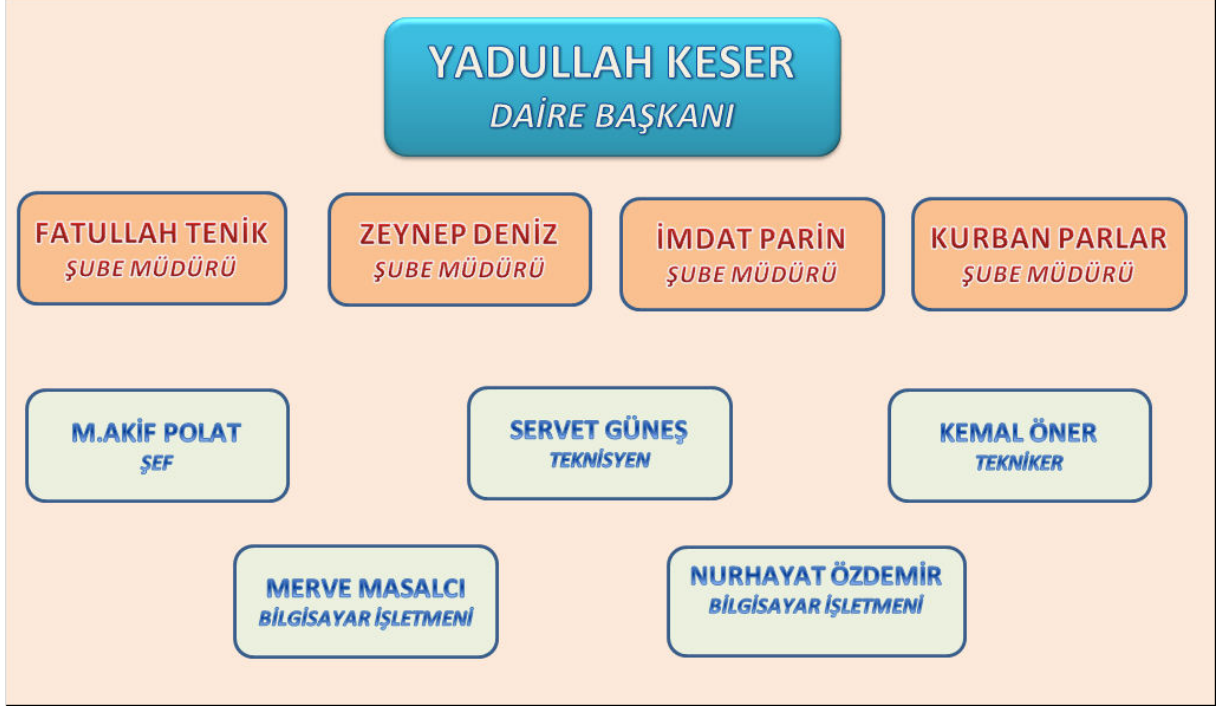 YADULLAH KESER
DAİRE BAŞKANI
FATULLAH TENİK
ŞUBE MÜDÜRÜ
ZEYNEP DENİZ
ŞUBE MÜDÜRÜ
İMDAT PARİN
ŞUBE MÜDÜRÜ
KURBAN PARLAR
ŞUBE MÜDÜRÜ
M.AKİF POLAT
ŞEF
SERVET GÜNEŞ
TEKNİSYEN
KEMAL ÖNER
TEKNİKER
MERVE MASALCI
BİLGİSAYAR İŞLETMENİ
NURHAYAT ÖZDEMİR
BİLGİSAYAR İŞLETMENİ